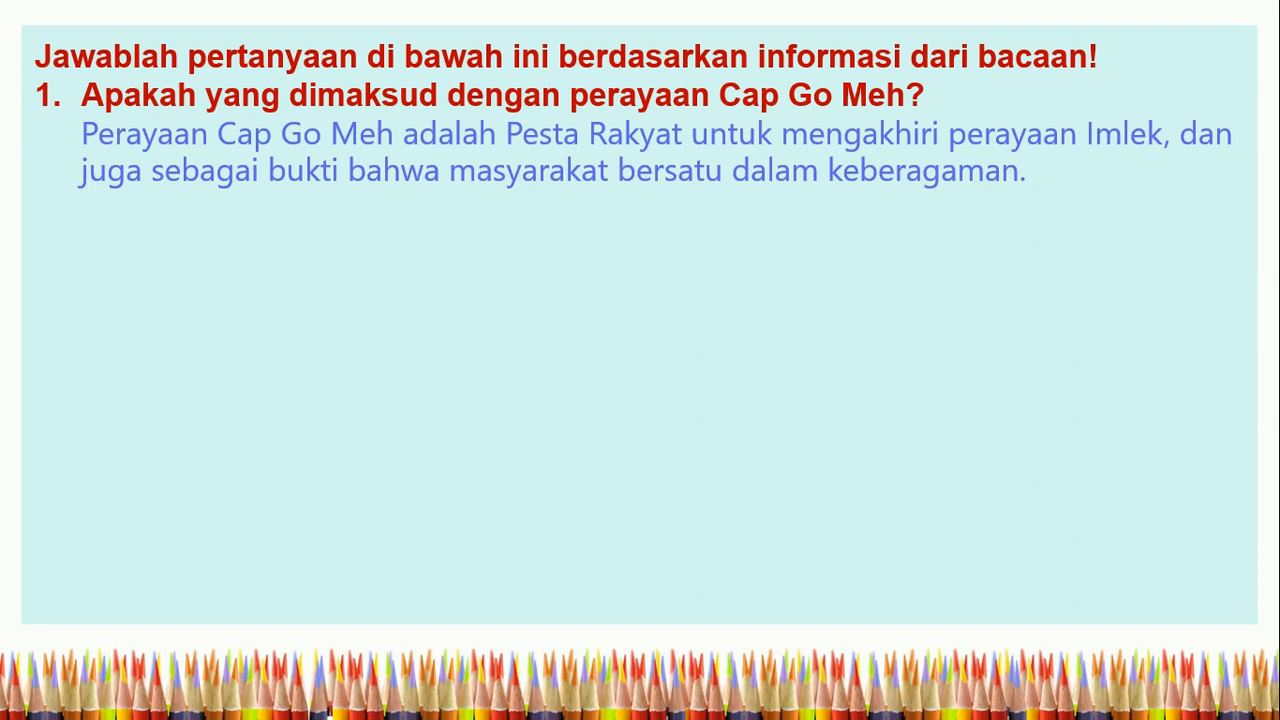 Jawablah pertanyaan di bawah ini berdasarkan informasi dari bacaan!
1. Apakah yang dimaksud dengan perayaan Cap Go Meh?
Perayaan Cap Go Meh adalah Pesta Rakyat untuk mengakhiri perayaan Imlek, dan
juga sebagai bukti bahwa masyarakat bersatu dalam keberagaman.